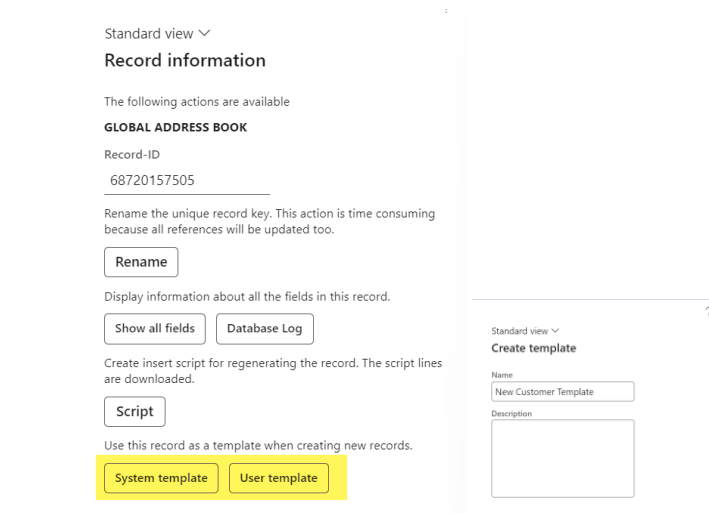 Standard view
Record information
The following actions are available
GLOBAL ADDRESS BOOK
Record-ID
68720157505
Rename the unique record key. This action is time consuming
because all references will be updated too.
Rename
Display information about all the fields in this record.
Show all fields Database Log
Create insert script for regenerating the record. The script lines
are downloaded.
Script
Use this record as a template when creating new records.
System template User template
?
Standard view
Create template
Name
New Customer Template
Description